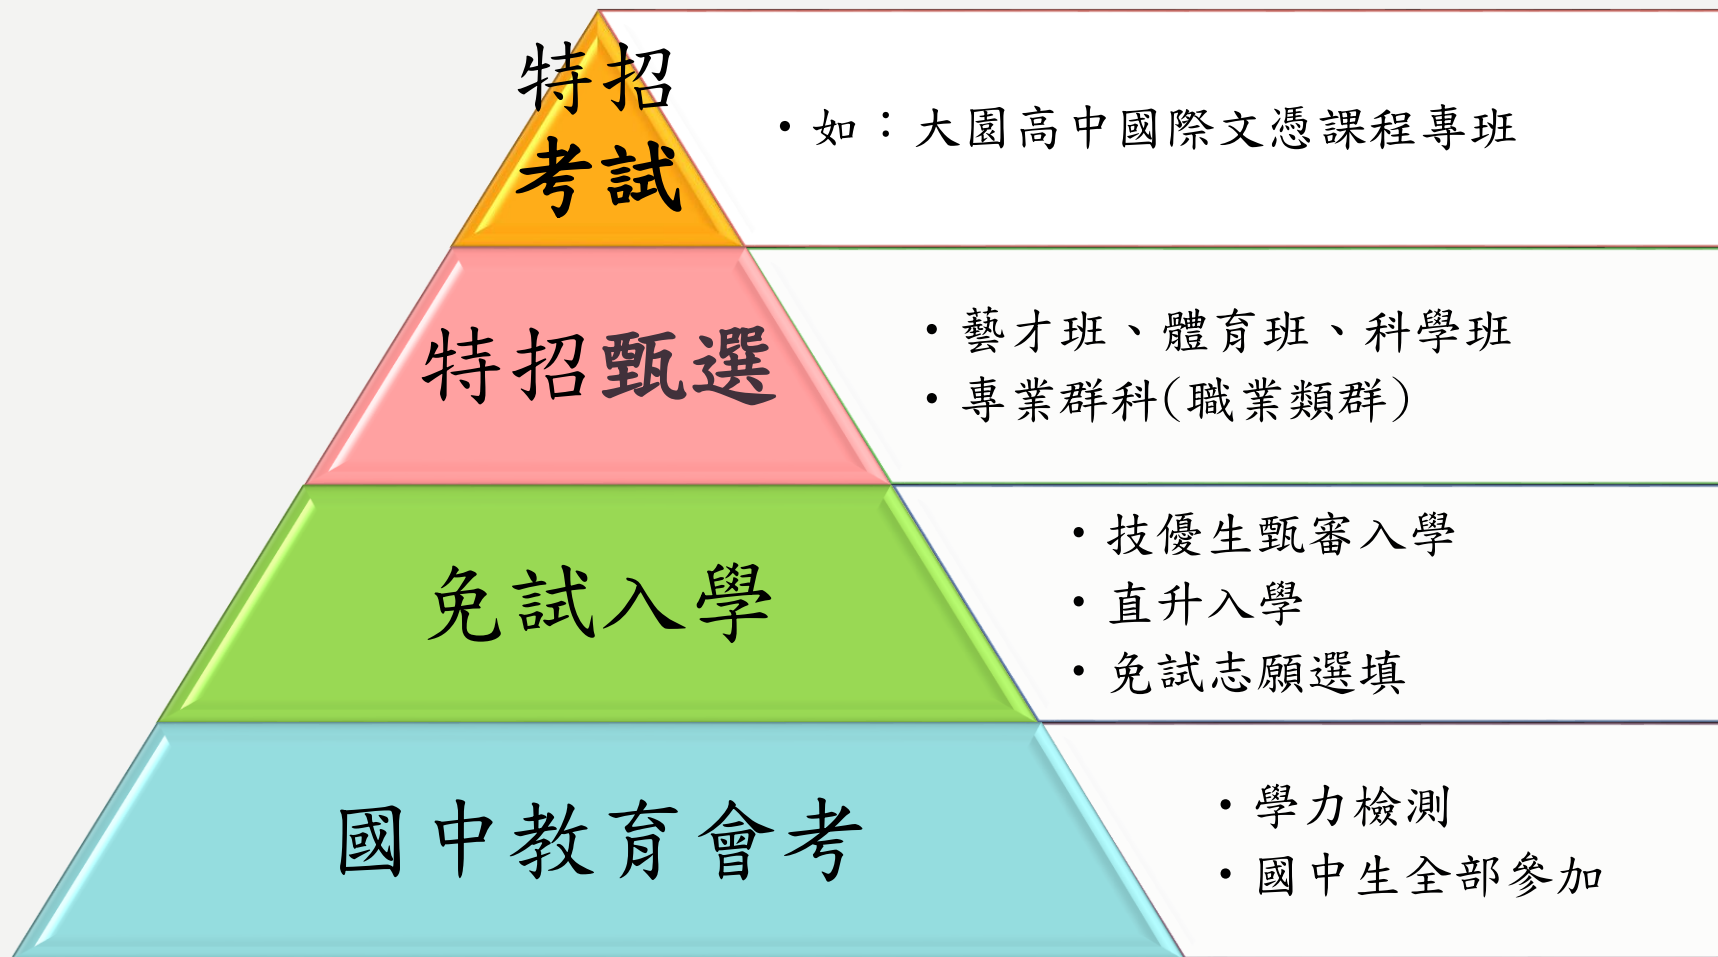 特招
考試
• 如：大園高中國際文憑課程專班
特招甄選
• 藝才班、體育班、科學班
• 專業群科(職業類群)
免試入學
• 技優生甄審入學
• 直升入學
• 免試志願選填
國中教育會考
• 學力檢測
• 國中生全部參加